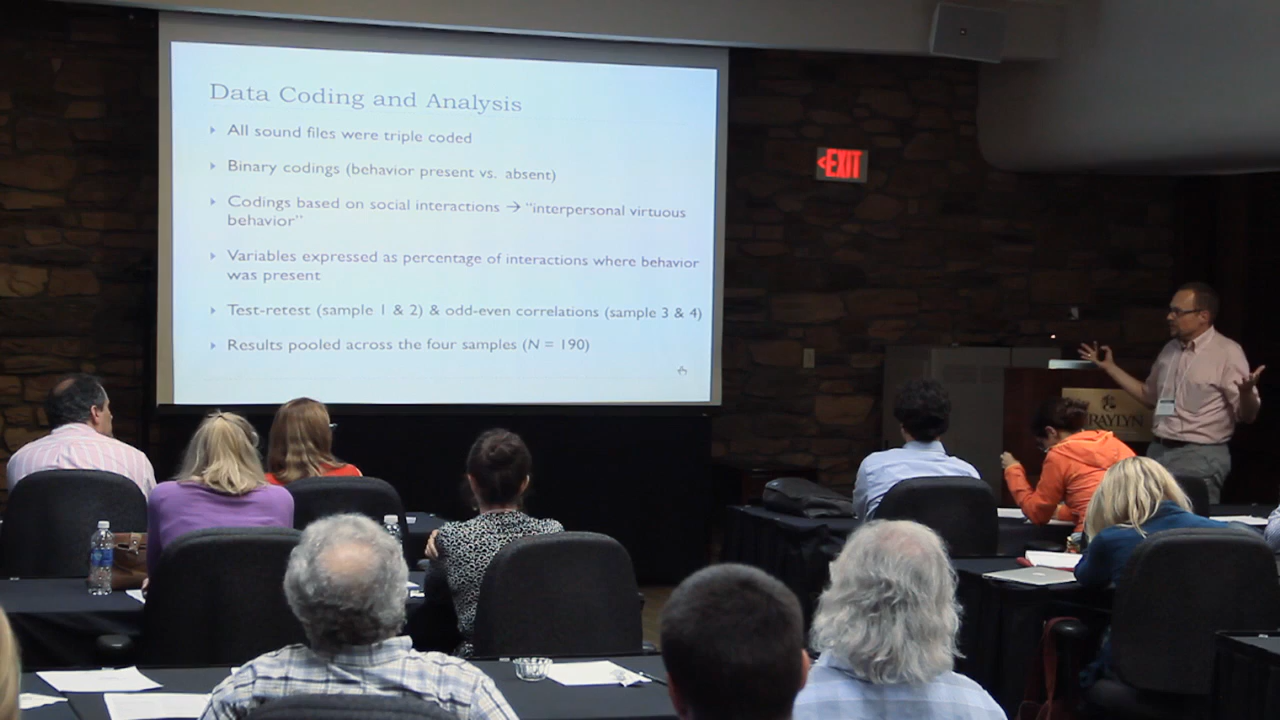 Data Coding and Analysis
All sound files were triple coded
Binary codings (behavior present vs. absent)
Codings based on social interactions → "interpersonal virtuous
behavior"
Variables expressed as percentage of interactions where behavior
was present
Test-retest (sample 1 & 2) & odd-even correlations (sample 3 & 4)
Results pooled across the four samples (N = 190)
<EXIT
RAYLYN